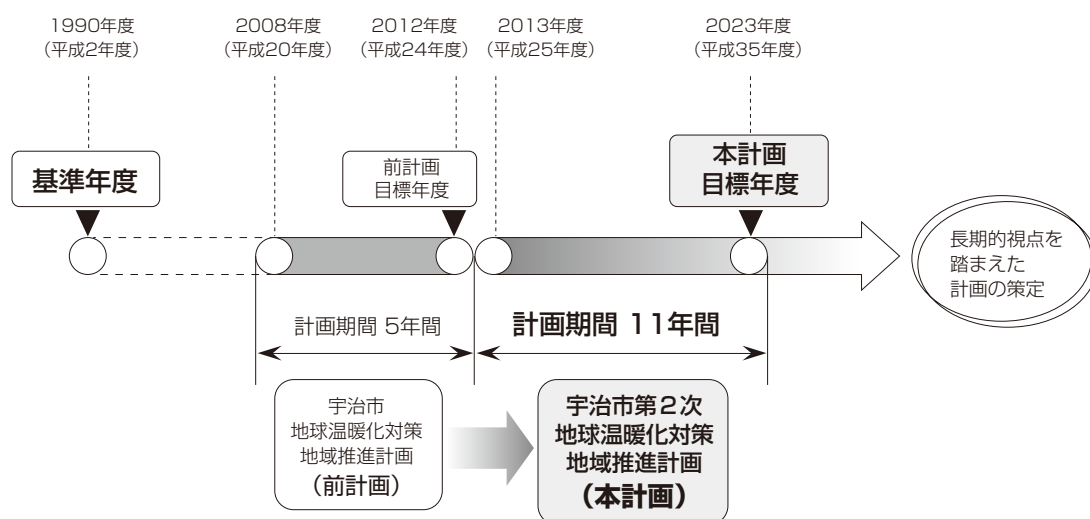 1990年度
(平成2年度)
2008年度
(平成20年度)
2012年度
(平成24年度)
2013年度
(平成25年度)
2023年度
(平成35年度)
基準年度
前計画
目標年度
本計画
目標年度
長期的視点を
踏まえた
計画の策定
計画期間 5年間
計画期間 11年間
宇治市
地球温暖化対策
地域推進計画
(前計画)
宇治市第2次
地球温暖化対策
地域推進計画
(本計画)